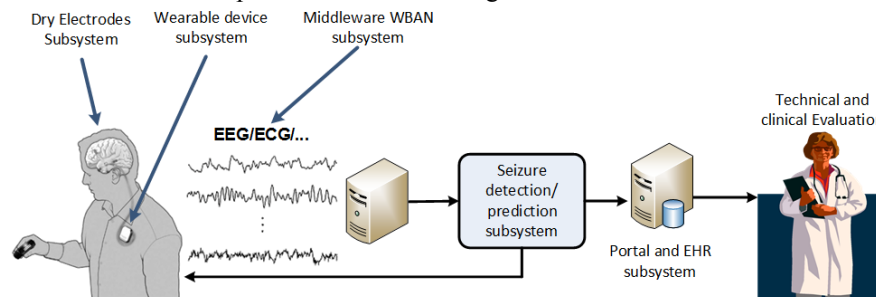 Dry Electrodes
Subsystem
Wearable device
subsystem
Middleware WBAN
subsystem
EEG/ECG/...
Seizure
detection/
prediction
subsystem
Portal and EHR
subsystem
Technical and
clinical Evaluation